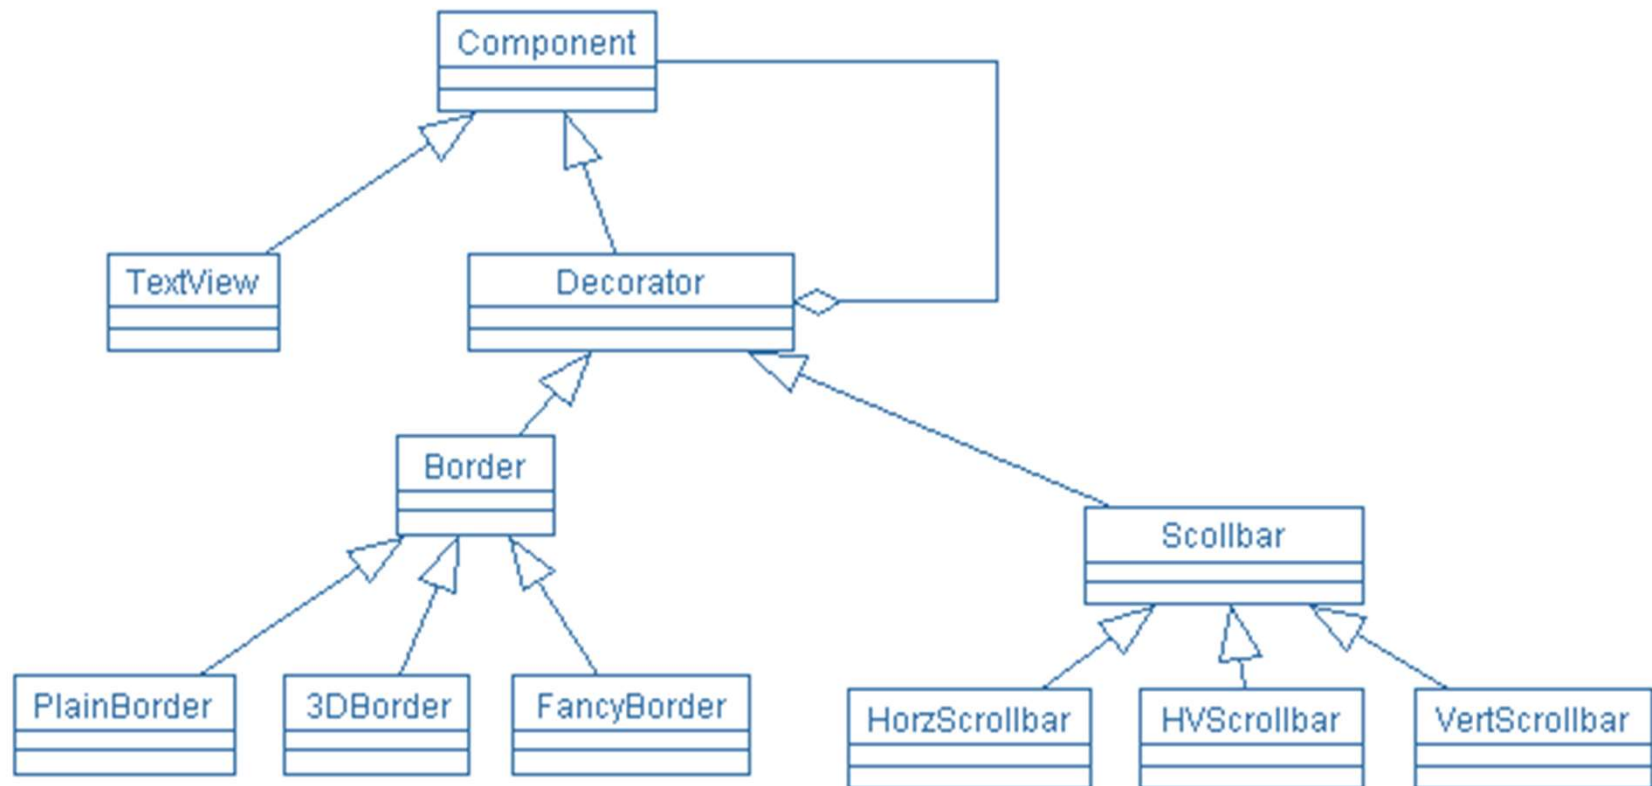 Component
TextView
Decorator
Border
Scollbar
PlainBorder
3DBorder
FancyBorder
HorzScrollbar
HVScrollbar
VertScrollbar